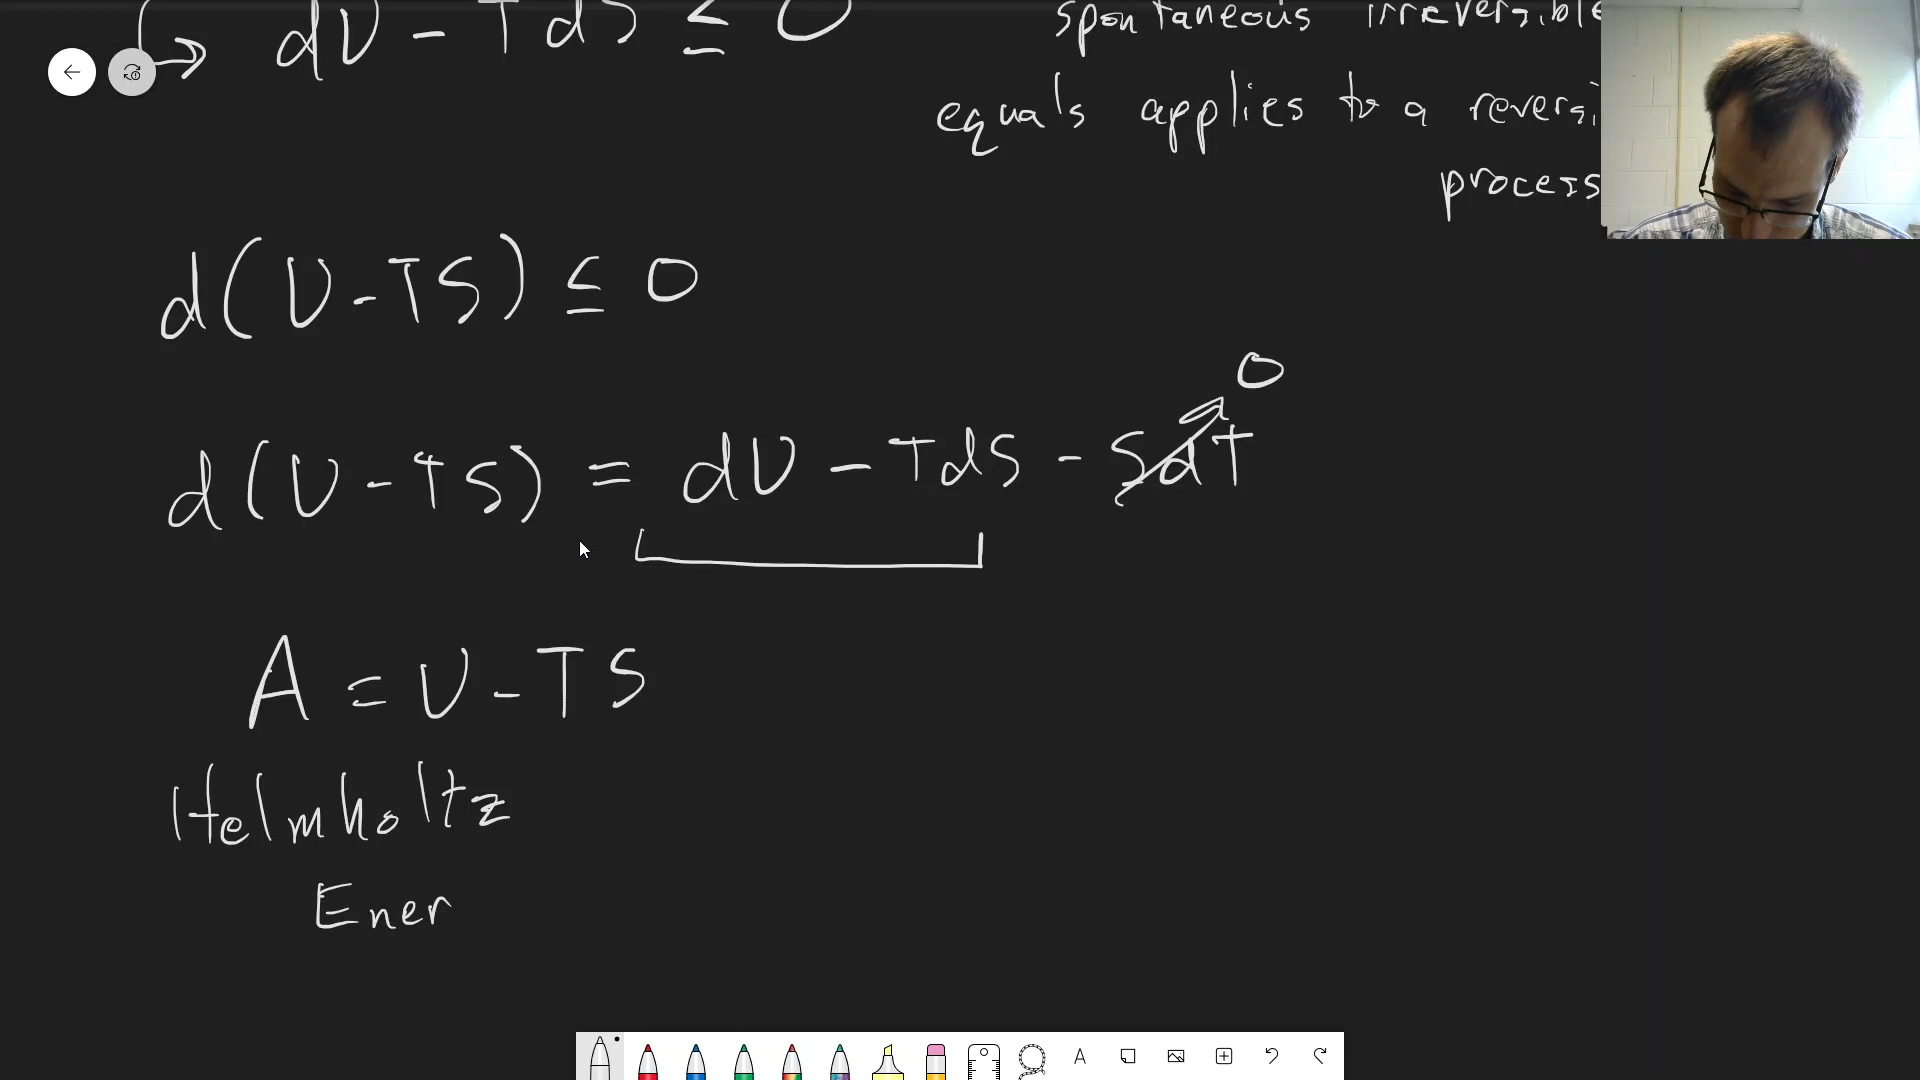 dU - TdS ≤ 0
spontaneous irreversible
equals applies to a reversi
process
d(U-TS) ≤ 0
0
d(U-TS) = dU - TdS - SdT
A = U - TS
Helmholtz
Ener
A